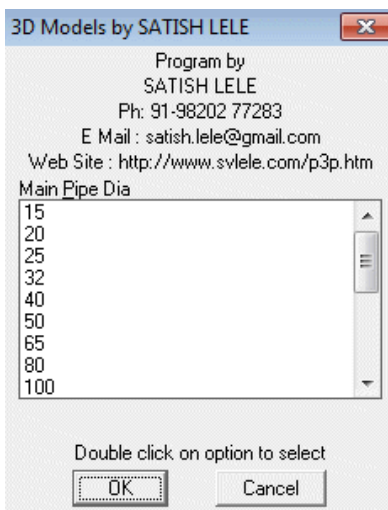 3D Models by SATISH LELE
Program by
SATISH LELE
Ph: 91-98202 77283
E Mail : satish.lele@gmail.com
Web Site : http://www.svlele.com/p3p.htm
Main Pipe Dia
15
20
25
32
40
50
65
80
100
Double click on option to select
OK
Cancel